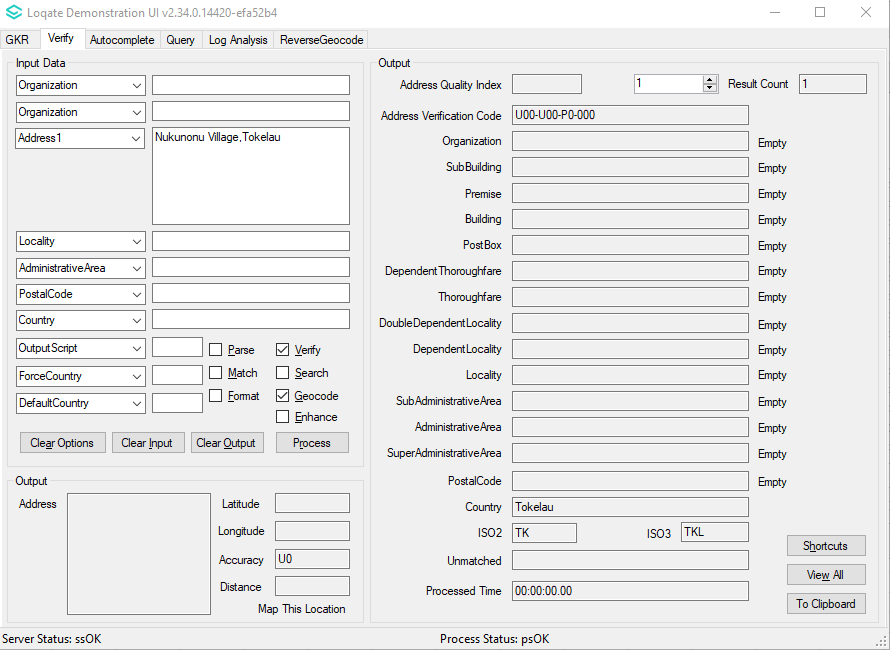 Loqate Demonstration UI v2.34.0.14420-efa52b4
GKR Verify Autocomplete Query Log Analysis ReverseGeocode
Input Data
Organization
Organization
Address1 Nukunonu Village,Tokelau
Locality
AdministrativeArea
PostalCode
Country
OutputScript Parse Verify
ForceCountry Match Search
DefaultCountry Format Geocode
Enhance
Clear Options Clear Input Clear Output Process
Output
Address Latitude
Longitude
Accuracy U0
Distance
Map This Location
Output
Address Quality Index 1 Result Count 1
Address Verification Code U00-U00-P0-000
Organization Empty
SubBuilding Empty
Premise Empty
Building Empty
PostBox Empty
DependentThoroughfare Empty
Thoroughfare Empty
DoubleDependentLocality Empty
DependentLocality Empty
Locality Empty
SubAdministrativeArea Empty
AdministrativeArea Empty
SuperAdministrativeArea Empty
PostalCode Empty
Country Tokelau
ISO2 TK ISO3 TKL
Unmatched
Processed Time 00:00:00.00
Shortcuts
View All
To Clipboard
Server Status: ssOK Process Status: psOK